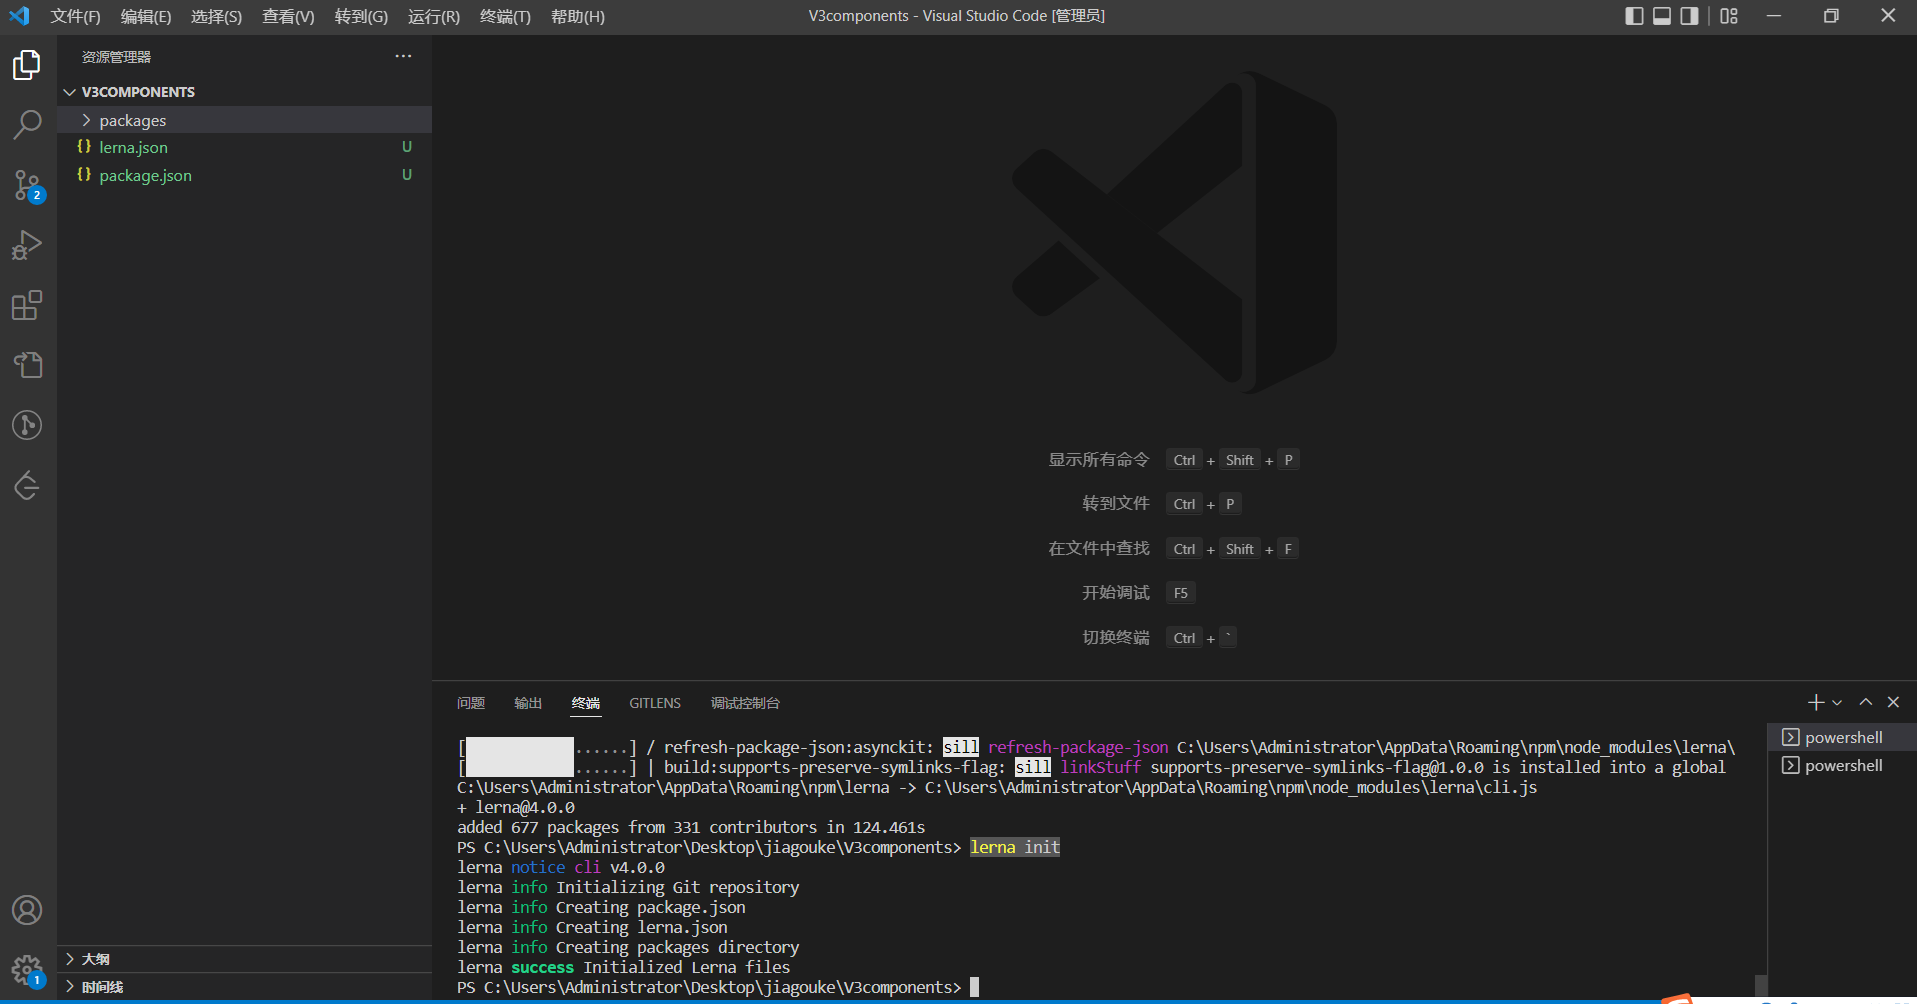 文件(F) 编辑(E) 选择(S) 查看(V) 转到(G) 运行(R) 终端(T) 帮助(H) V3components - Visual Studio Code [管理员]
资源管理器 ···
V3COMPONENTS
packages
{} lerna.json U
{} package.json U
2
显示所有命令 Ctrl + Shift + P
转到文件 Ctrl + P
在文件中查找 Ctrl + Shift + F
开始调试 F5
切换终端 Ctrl + `
问题 输出 终端 GITLENS 调试控制台
[ ......] / refresh-package-json:asynckit: sill refresh-package-json C:\Users\Administrator\AppData\Roaming\npm\node_modules\lerna\
[ ......] | build:supports-preserve-symlinks-flag: sill linkStuff supports-preserve-symlinks-flag@1.0.0 is installed into a global
C:\Users\Administrator\AppData\Roaming\npm\lerna -> C:\Users\Administrator\AppData\Roaming\npm\node_modules\lerna\cli.js
+ lerna@4.0.0
added 677 packages from 331 contributors in 124.461s
PS C:\Users\Administrator\Desktop\jiagouke\V3components> lerna init
lerna notice cli v4.0.0
lerna info Initializing Git repository
lerna info Creating package.json
lerna info Creating lerna.json
lerna info Creating packages directory
lerna success Initialized Lerna files
PS C:\Users\Administrator\Desktop\jiagouke\V3components>
powershell
powershell
大纲
时间线
1